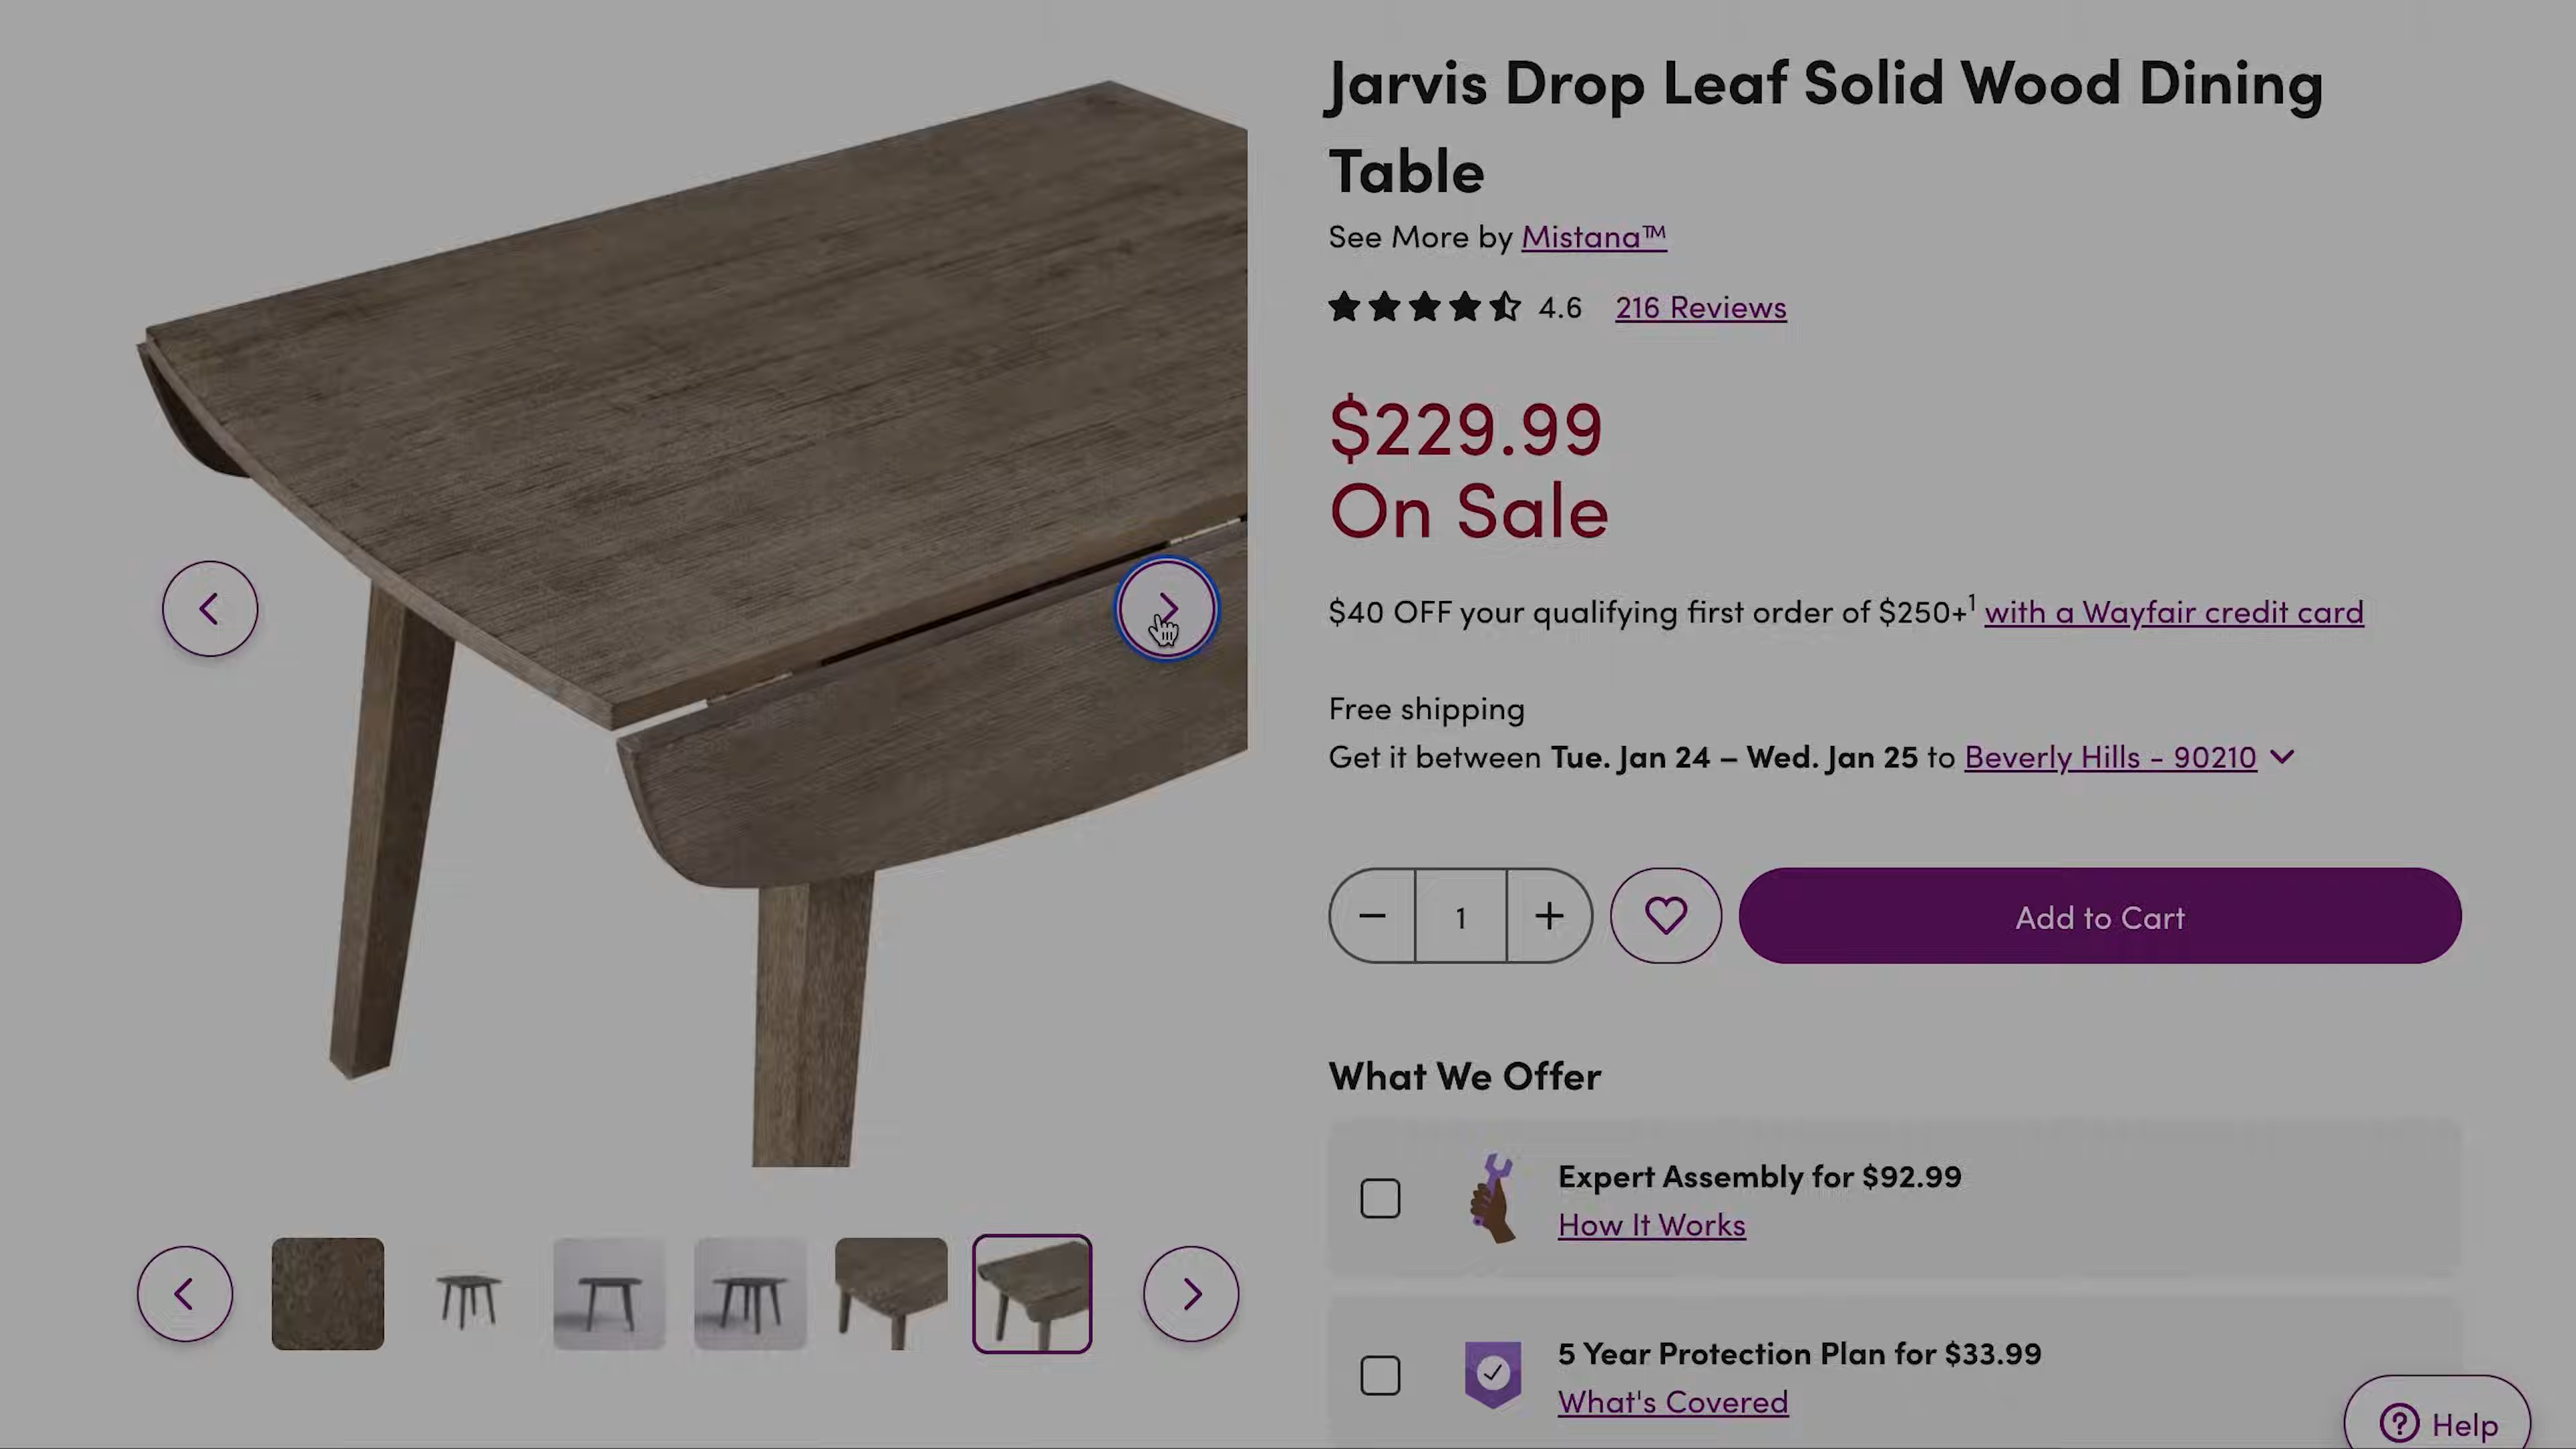 Jarvis Drop Leaf Solid Wood Dining
Table
See More by Mistana™
4.6 216 Reviews
$229.99
On Sale
$40 OFF your qualifying first order of $250+¹ with a Wayfair credit card
Free shipping
Get it between Tue. Jan 24 – Wed. Jan 25 to Beverly Hills - 90210
1
Add to Cart
What We Offer
Expert Assembly for $92.99
How It Works
5 Year Protection Plan for $33.99
What's Covered
Help